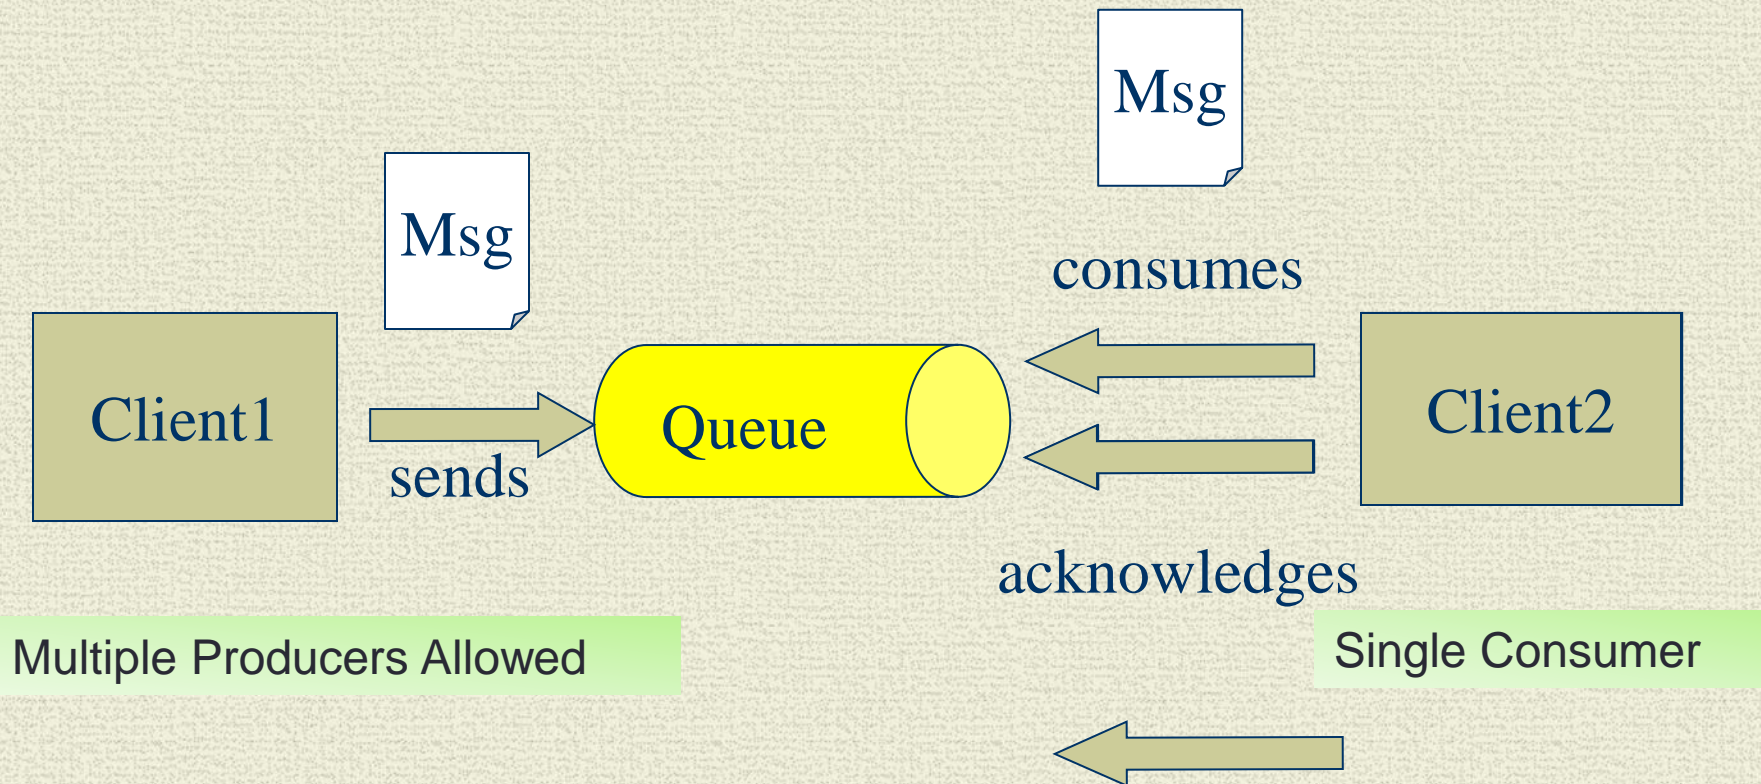 Msg
Msg
consumes
Client1
sends
Queue
Client2
acknowledges
Multiple Producers Allowed
Single Consumer